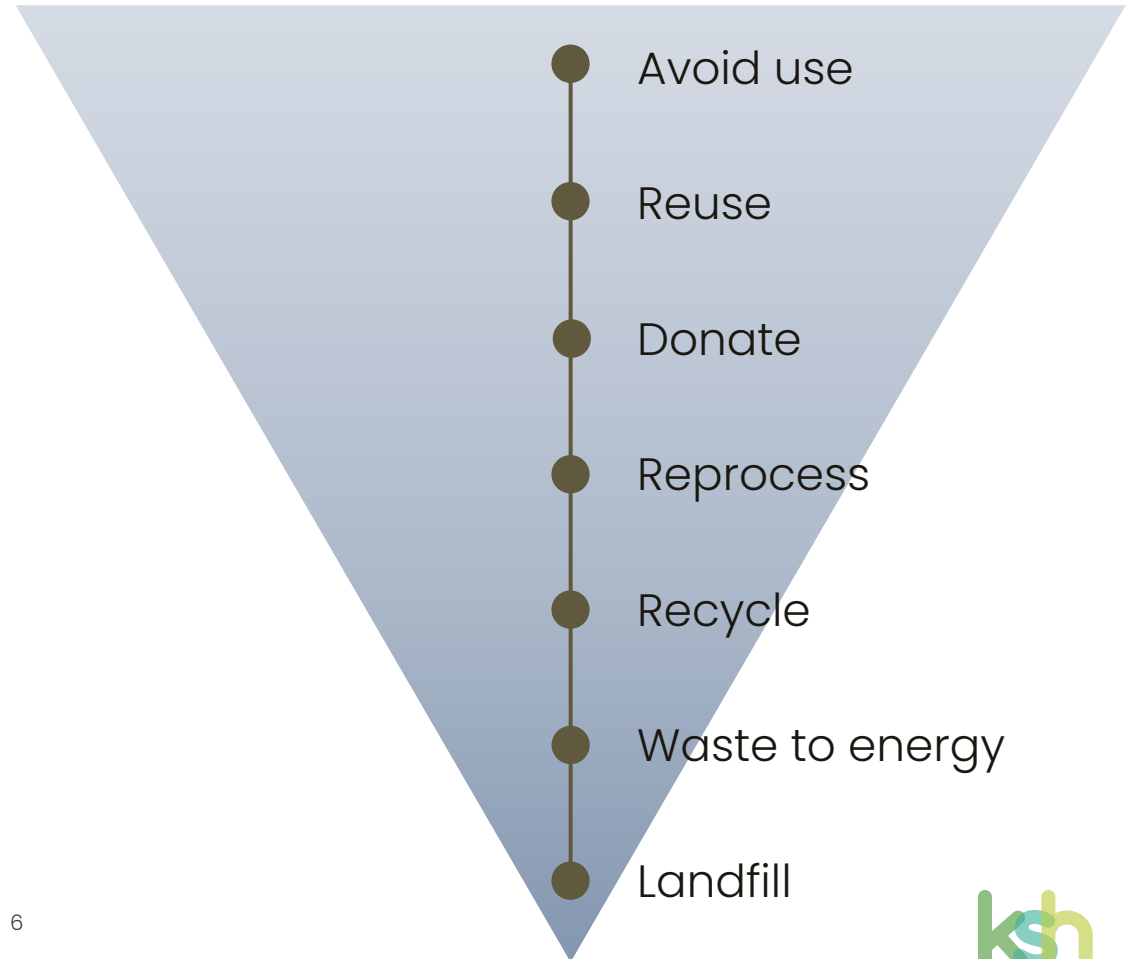 Avoid use
Reuse
Donate
Reprocess
Recycle
Waste to energy
Landfill
6
ksh